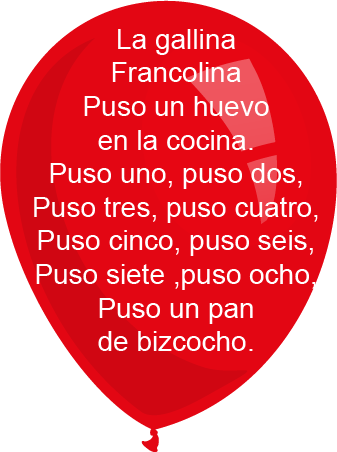 La gallina
Francolina
Puso un huevo
en la cocina.
Puso uno, puso dos,
Puso tres, puso cuatro,
Puso cinco, puso seis,
Puso siete ,puso ocho,
Puso un pan
de bizcocho.